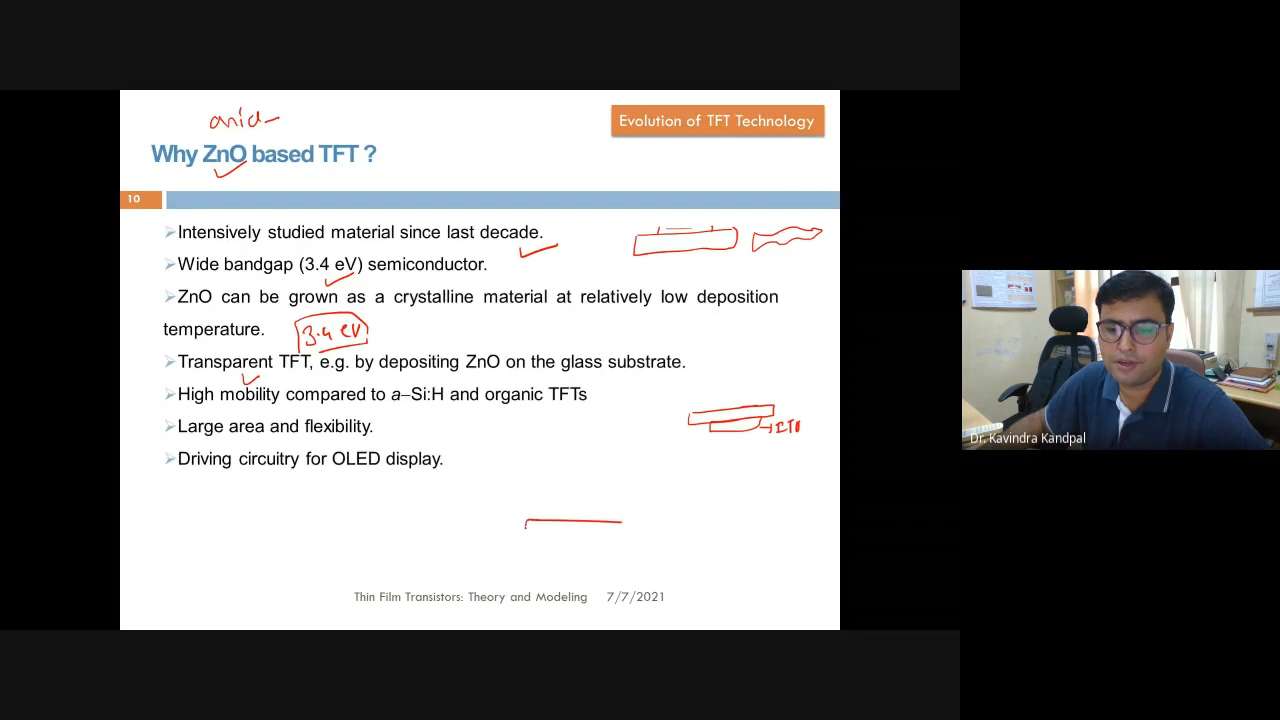 Evolution of TFT Technology
Why ZnO based TFT ?
10
Intensively studied material since last decade.
Wide bandgap (3.4 eV) semiconductor.
ZnO can be grown as a crystalline material at relatively low deposition
temperature.
3.4 eV
Transparent TFT, e.g. by depositing ZnO on the glass substrate.
High mobility compared to a–Si:H and organic TFTs
ITO
Large area and flexibility.
Driving circuitry for OLED display.
Thin Film Transistors: Theory and Modeling 7/7/2021
Dr. Kavindra Kandpal